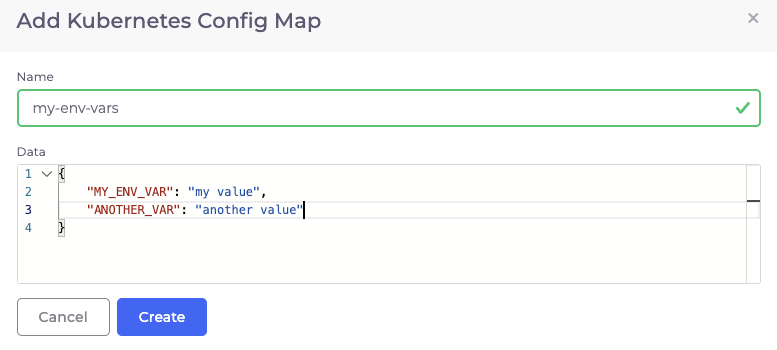 Add Kubernetes Config Map ×
Name
my-env-vars
Data
1 {
2 "MY_ENV_VAR": "my value",
3 "ANOTHER_VAR": "another value"
4 }
Cancel Create